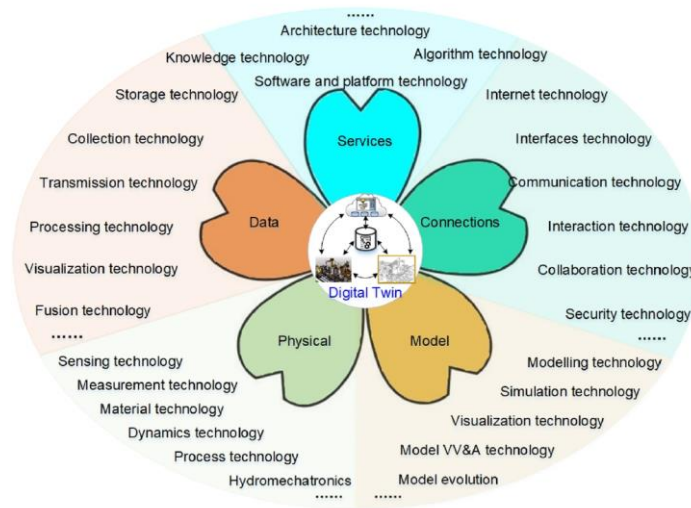 ......
Architecture technology
Knowledge technology
Algorithm technology
Software and platform technology
Services
Storage technology
Collection technology
Transmission technology
Processing technology
Visualization technology
Fusion technology
......
Data
Internet technology
Interfaces technology
Communication technology
Interaction technology
Collaboration technology
Security technology
......
Connections
Digital Twin
Physical
Sensing technology
Measurement technology
Material technology
Dynamics technology
Process technology
Hydromechatronics
......
Model
Modelling technology
Simulation technology
Visualization technology
Model VV&A technology
Model evolution
......